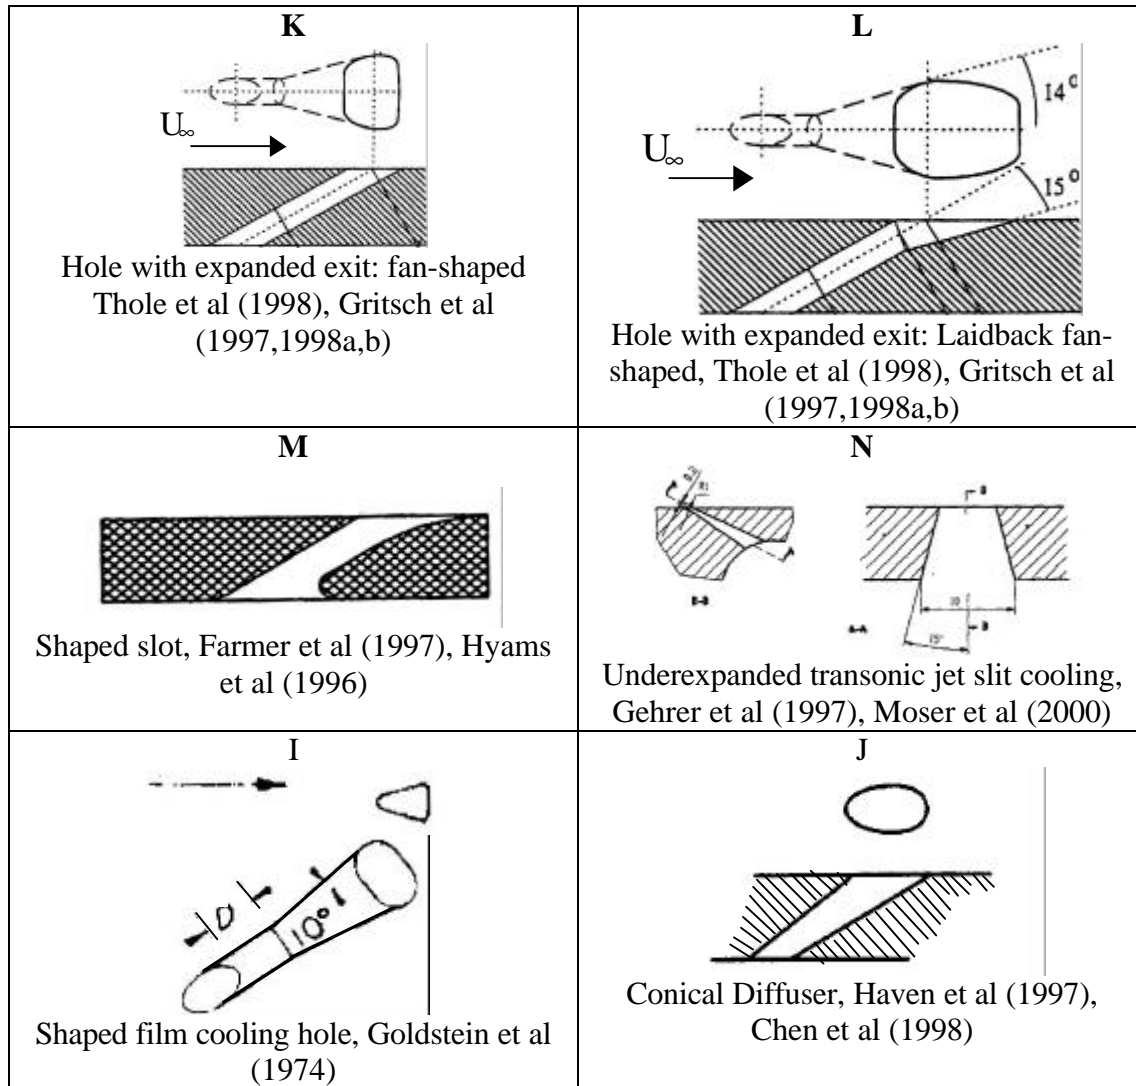 K
U∞
Hole with expanded exit: fan-shaped
Thole et al (1998), Gritsch et al
(1997,1998a,b)
L
14°
U∞
15°
Hole with expanded exit: Laidback fan-
shaped, Thole et al (1998), Gritsch et al
(1997,1998a,b)
M
Shaped slot, Farmer et al (1997), Hyams
et al (1996)
N
B
10
B
A-A
B-B
15°
Underexpanded transonic jet slit cooling,
Gehrer et al (1997), Moser et al (2000)
I
D
10°
Shaped film cooling hole, Goldstein et al
(1974)
J
Conical Diffuser, Haven et al (1997),
Chen et al (1998)